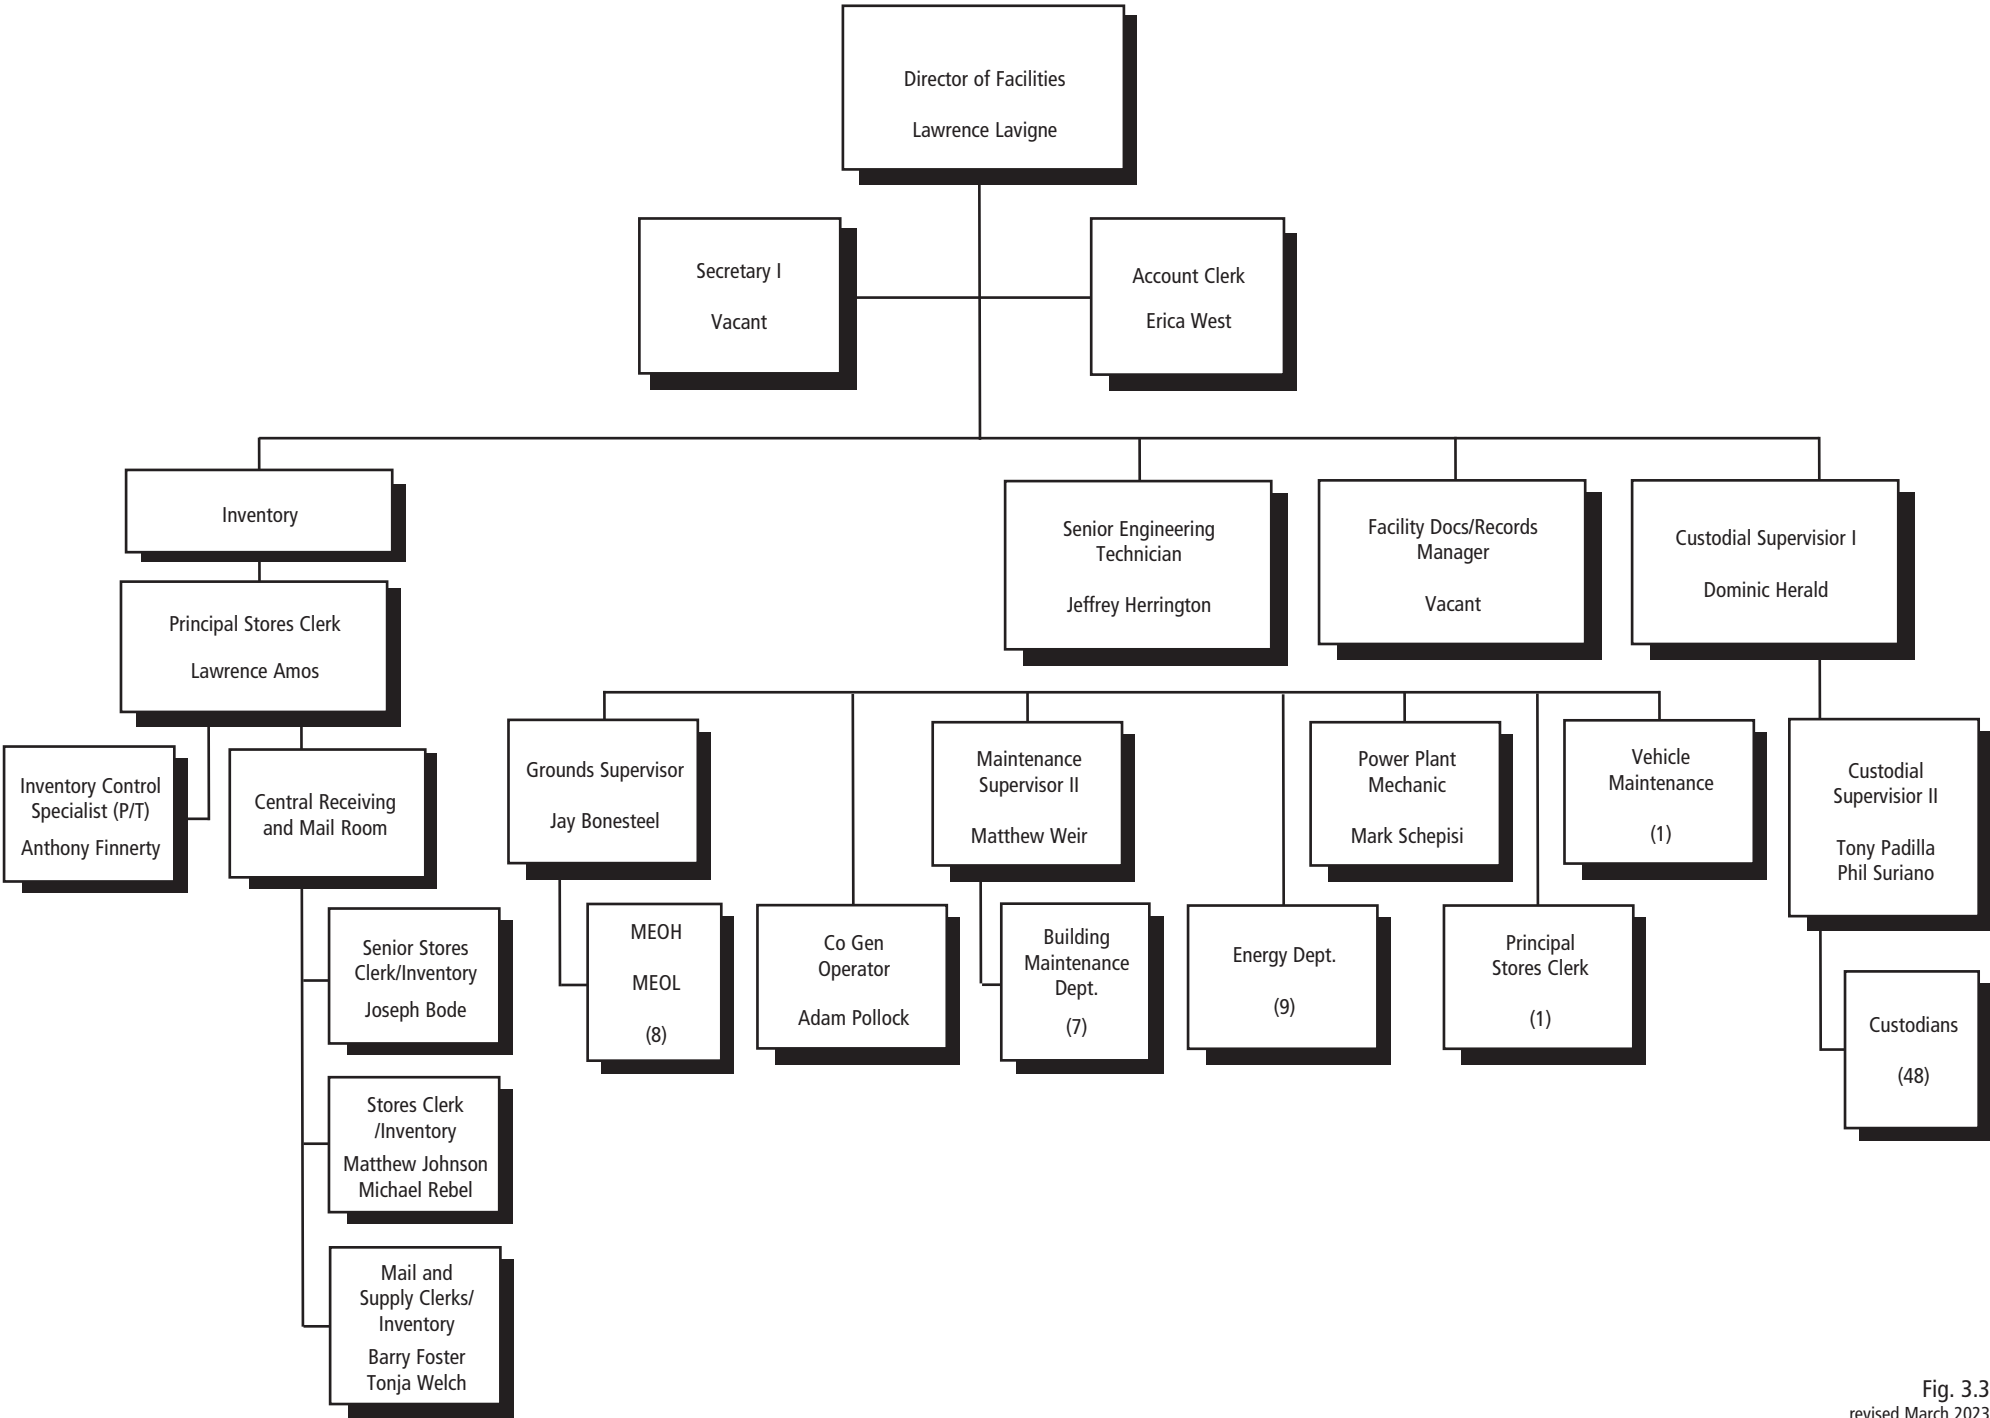 Director of Facilities
Lawrence Lavigne
Secretary I
Vacant
Account Clerk
Erica West
Inventory
Principal Stores Clerk
Lawrence Amos
Inventory Control
Specialist (P/T)
Anthony Finnerty
Central Receiving
and Mail Room
Senior Stores
Clerk/Inventory
Joseph Bode
Stores Clerk
/Inventory
Matthew Johnson
Michael Rebel
Mail and
Supply Clerks/
Inventory
Barry Foster
Tonja Welch
Senior Engineering
Technician
Jeffrey Herrington
Facility Docs/Records
Manager
Vacant
Custodial Supervisior I
Dominic Herald
Grounds Supervisor
Jay Bonesteel
MEOH
MEOL
(8)
Co Gen
Operator
Adam Pollock
Maintenance
Supervisor II
Matthew Weir
Building
Maintenance
Dept.
(7)
Energy Dept.
(9)
Power Plant
Mechanic
Mark Schepisi
Principal
Stores Clerk
(1)
Vehicle
Maintenance
(1)
Custodial
Supervisior II
Tony Padilla
Phil Suriano
Custodians
(48)
Fig. 3.3
revised March 2023